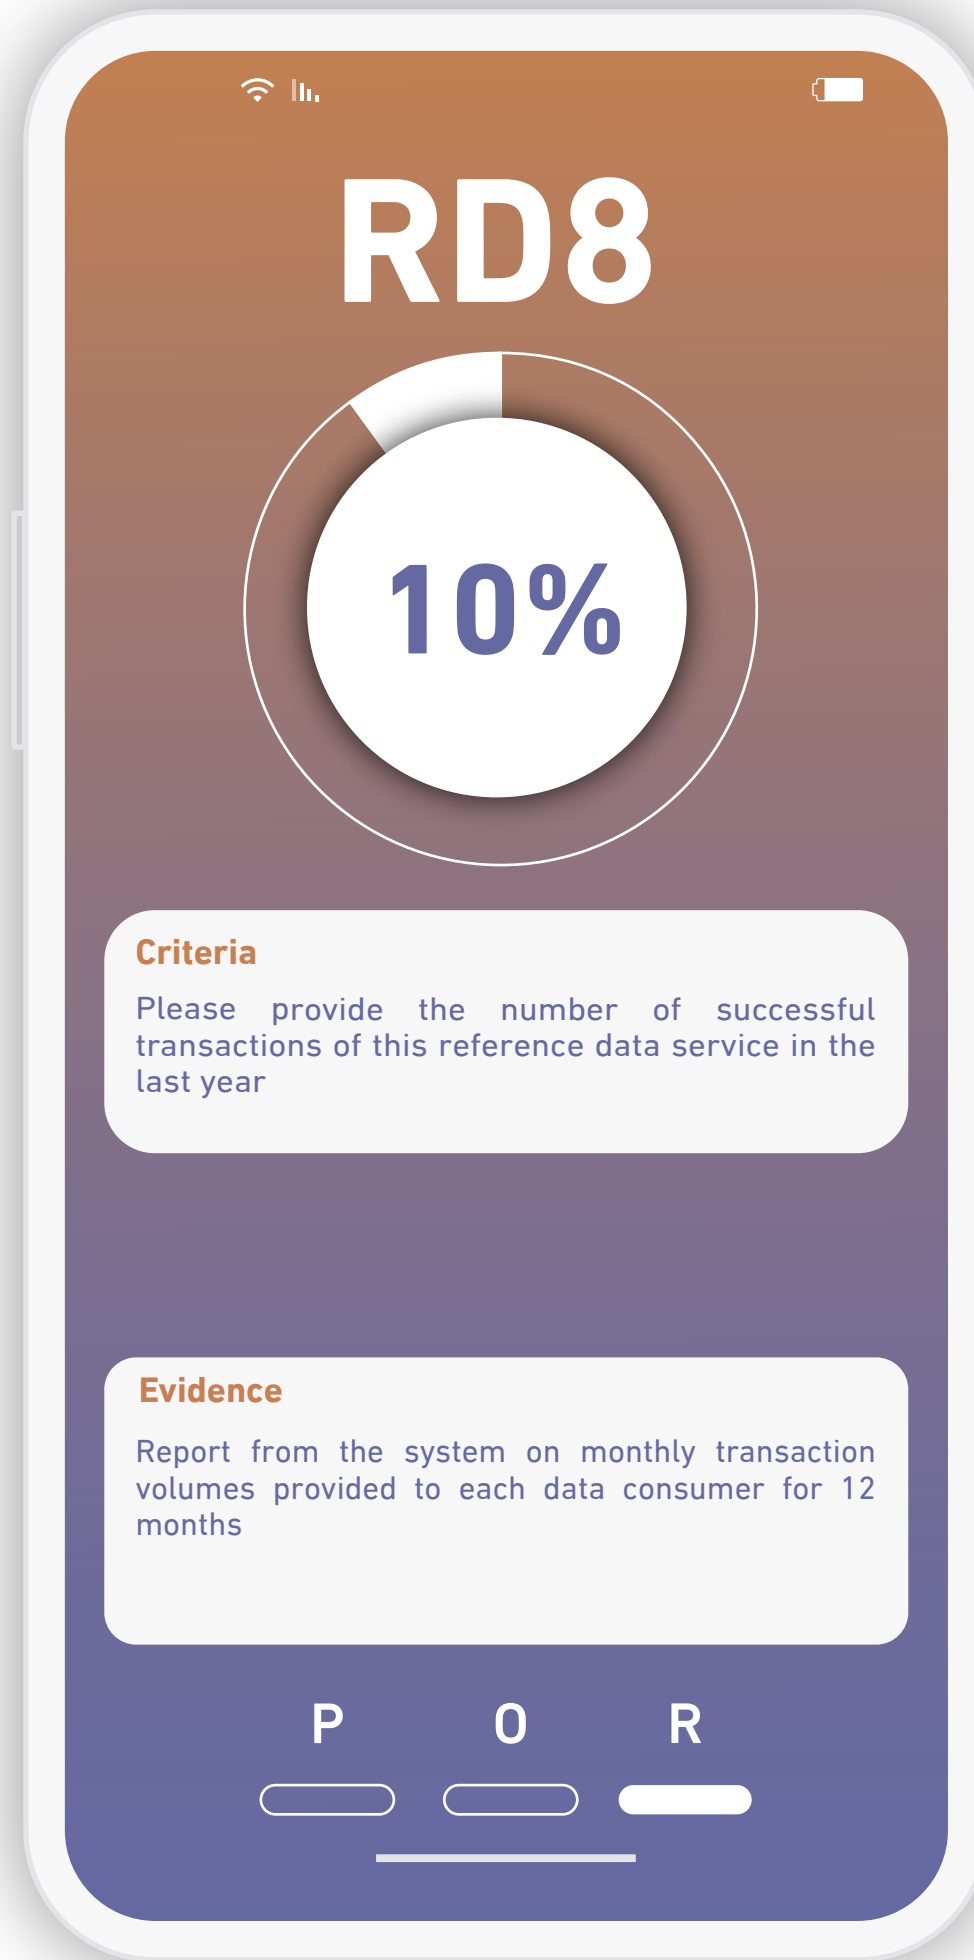 RD8
10%
Criteria
Please provide the number of successful
transactions of this reference data service in the
last year
Evidence
Report from the system on monthly transaction
volumes provided to each data consumer for 12
months
P O R